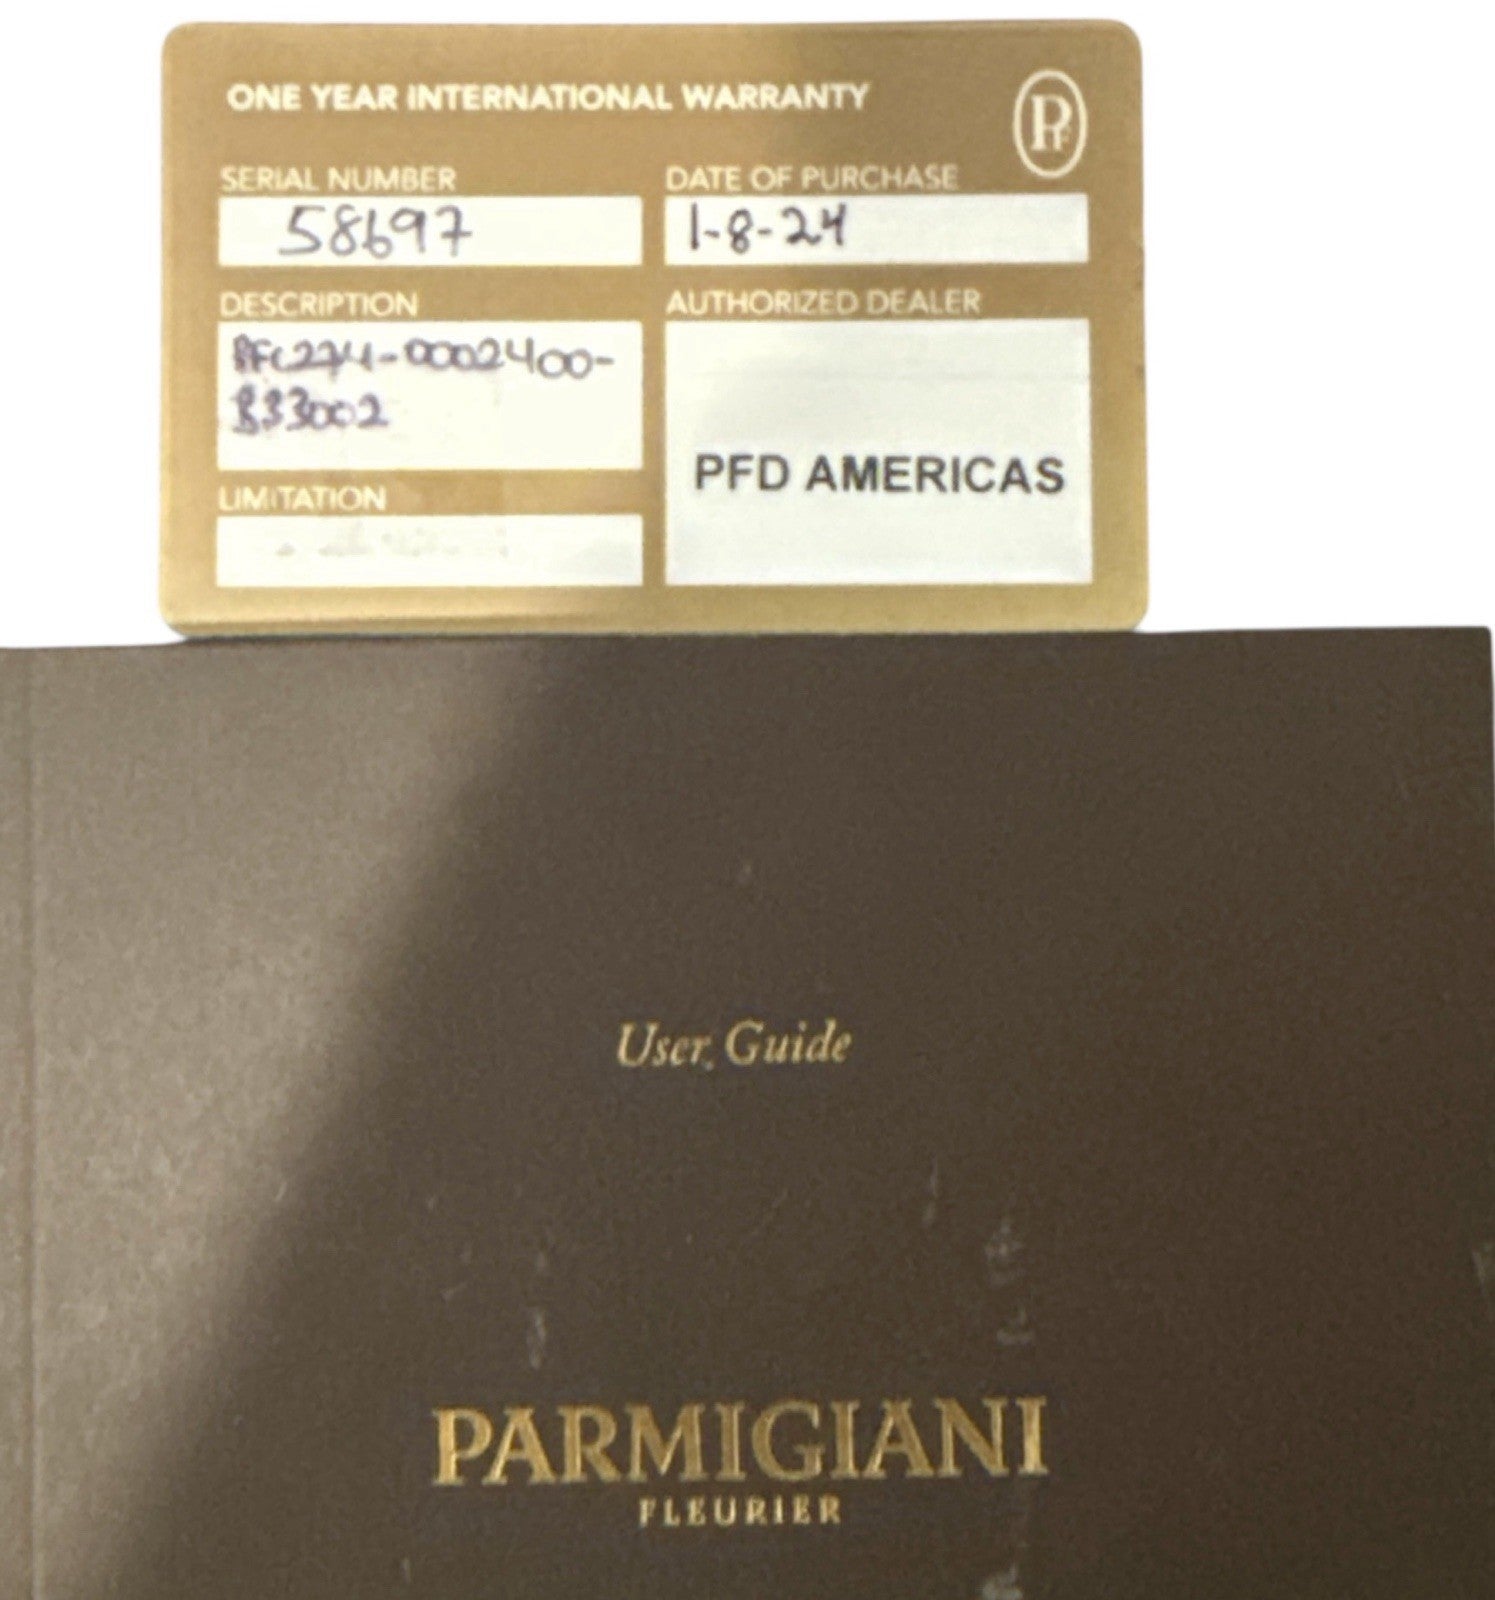 ONE YEAR INTERNATIONAL WARRANTY
PF
SERIAL NUMBER
58697
DATE OF PURCHASE
1-8-24
DESCRIPTION
PFC274-0002400-
B33002
AUTHORIZED DEALER
PFD AMERICAS
LIMITATION
User Guide
PARMIGIANI
FLEURIER